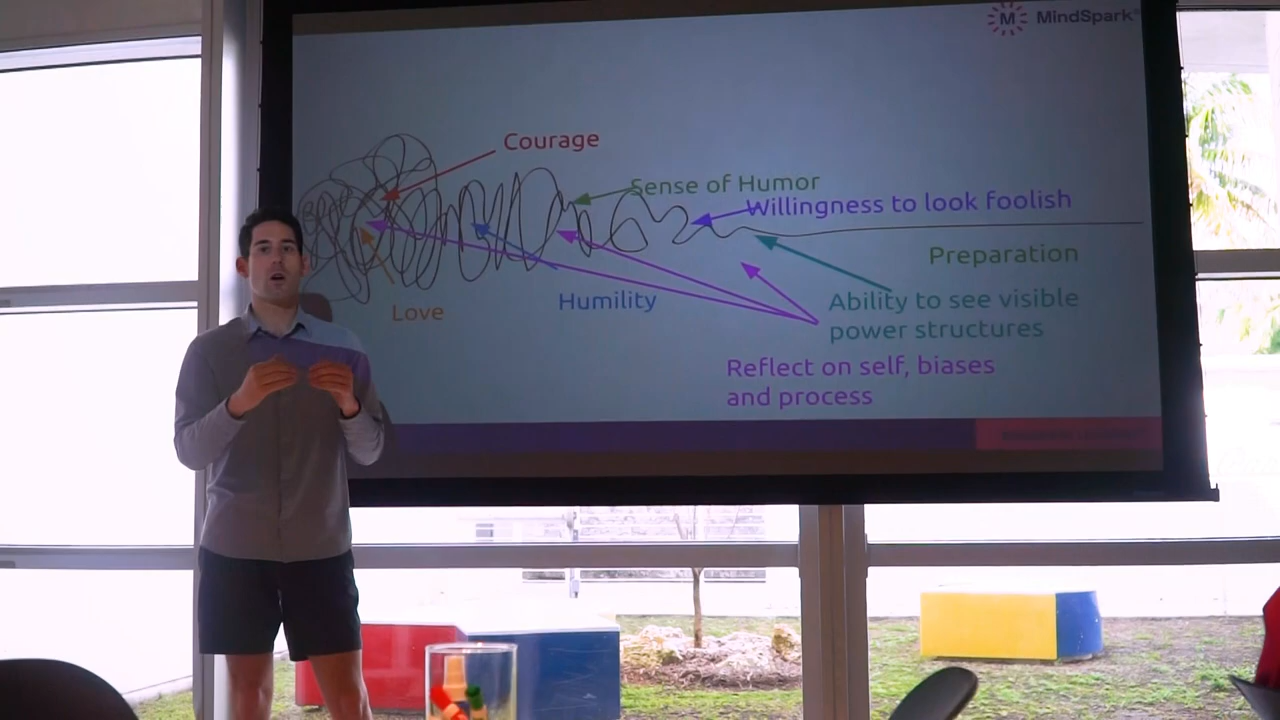 M MindSpark
Courage
Sense of Humor
Willingness to look foolish
Preparation
Love
Humility
Ability to see visible
power structures
Reflect on self, biases
and process